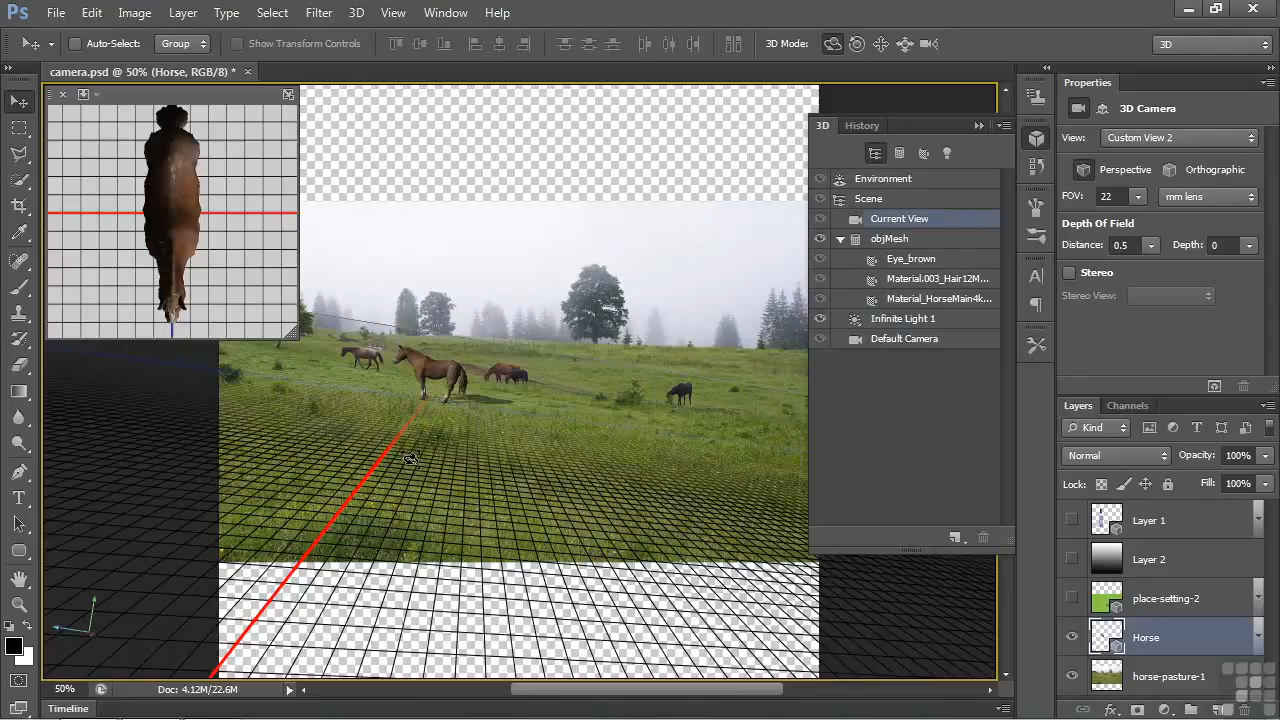 Ps File Edit Image Layer Type Select Filter 3D View Window Help
Auto-Select: Group Show Transform Controls 3D Mode: 3D
camera.psd @ 50% (Horse, RGB/8) * ×
Properties
3D Camera
View: Custom View 2
Perspective Orthographic
FOV: 22 mm lens
Depth Of Field
Distance: 0.5 Depth: 0
Stereo
Stereo View:
3D History
Environment
Scene
Current View
objMesh
Eye_brown
Material.003_Hair12M...
Material_HorseMain4k...
Infinite Light 1
Default Camera
Layers Channels
Kind
Normal Opacity: 100%
Lock: Fill: 100%
Layer 1
Layer 2
place-setting-2
Horse
horse-pasture-1
50% Doc: 4.12M/22.6M
Timeline